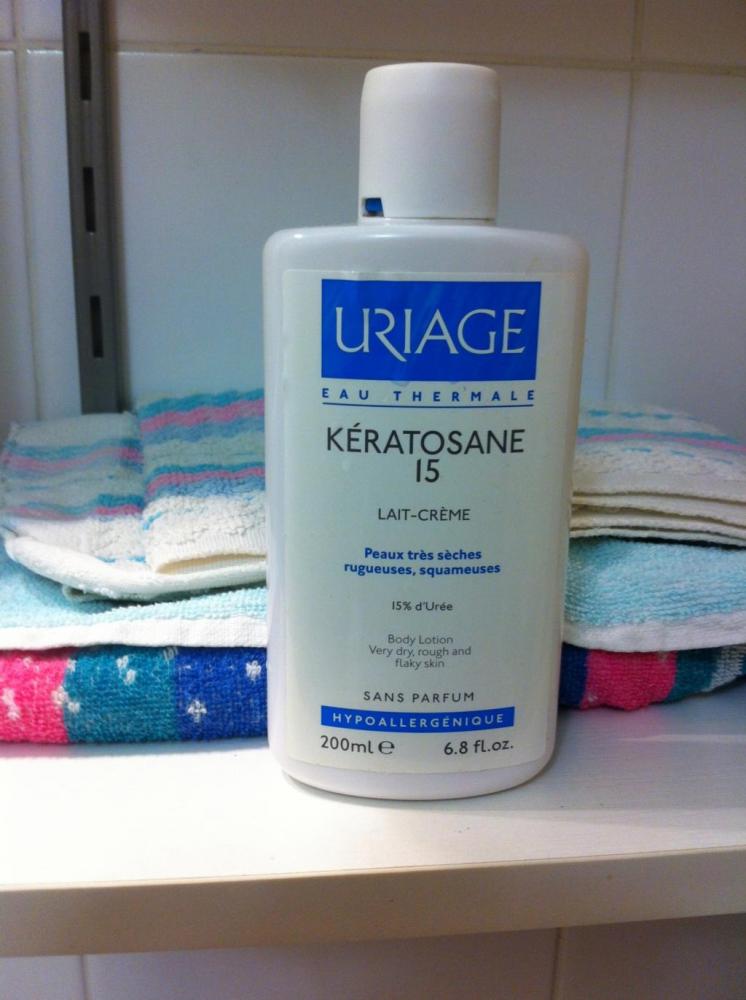 URIAGE
EAU THERMALE
KÉRATOSANE
15
LAIT-CRÈME
Peaux très sèches
rugueuses, squameuses
15% d'Urée
Body Lotion
Very dry, rough and
flaky skin
SANS PARFUM
HYPOALLERGÉNIQUE
200ml ℮ 6.8 fl.oz.